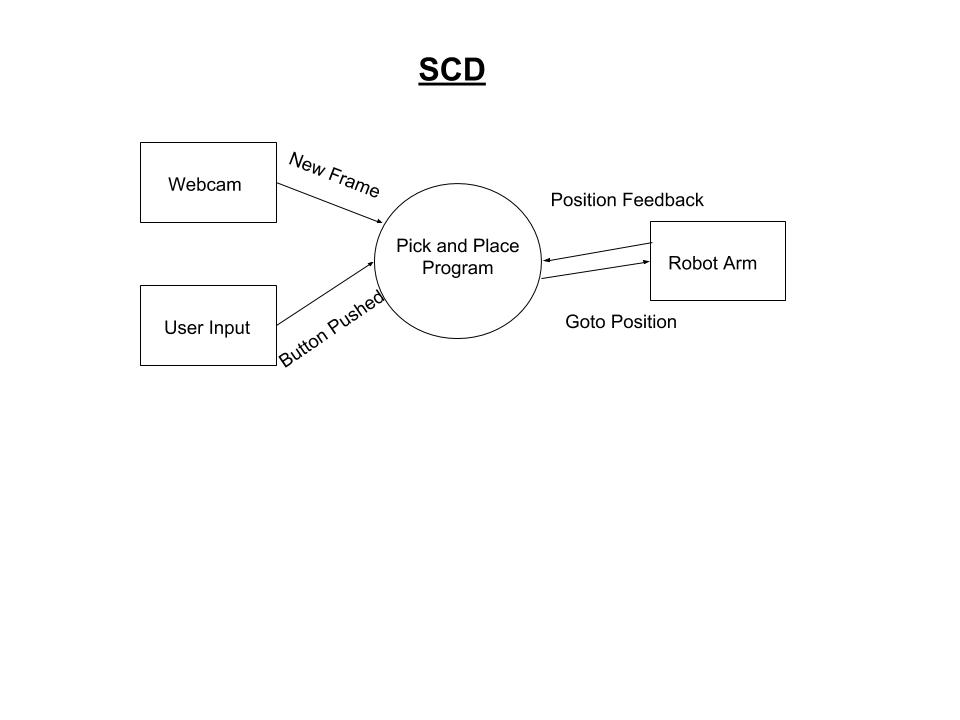 SCD
Webcam
New Frame
Pick and Place
Program
Position Feedback
Robot Arm
User Input
Button Pushed
Goto Position